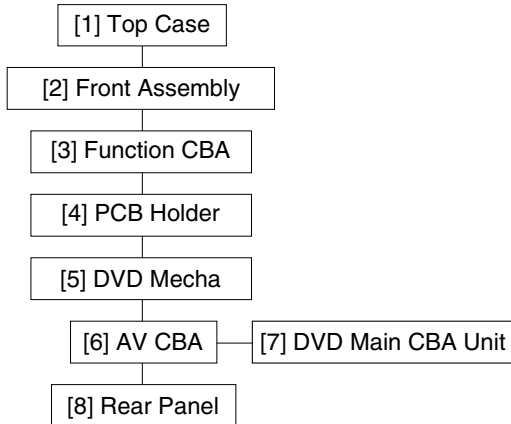 [1] Top Case
[2] Front Assembly
[3] Function CBA
[4] PCB Holder
[5] DVD Mecha
[6] AV CBA
[7] DVD Main CBA Unit
[8] Rear Panel